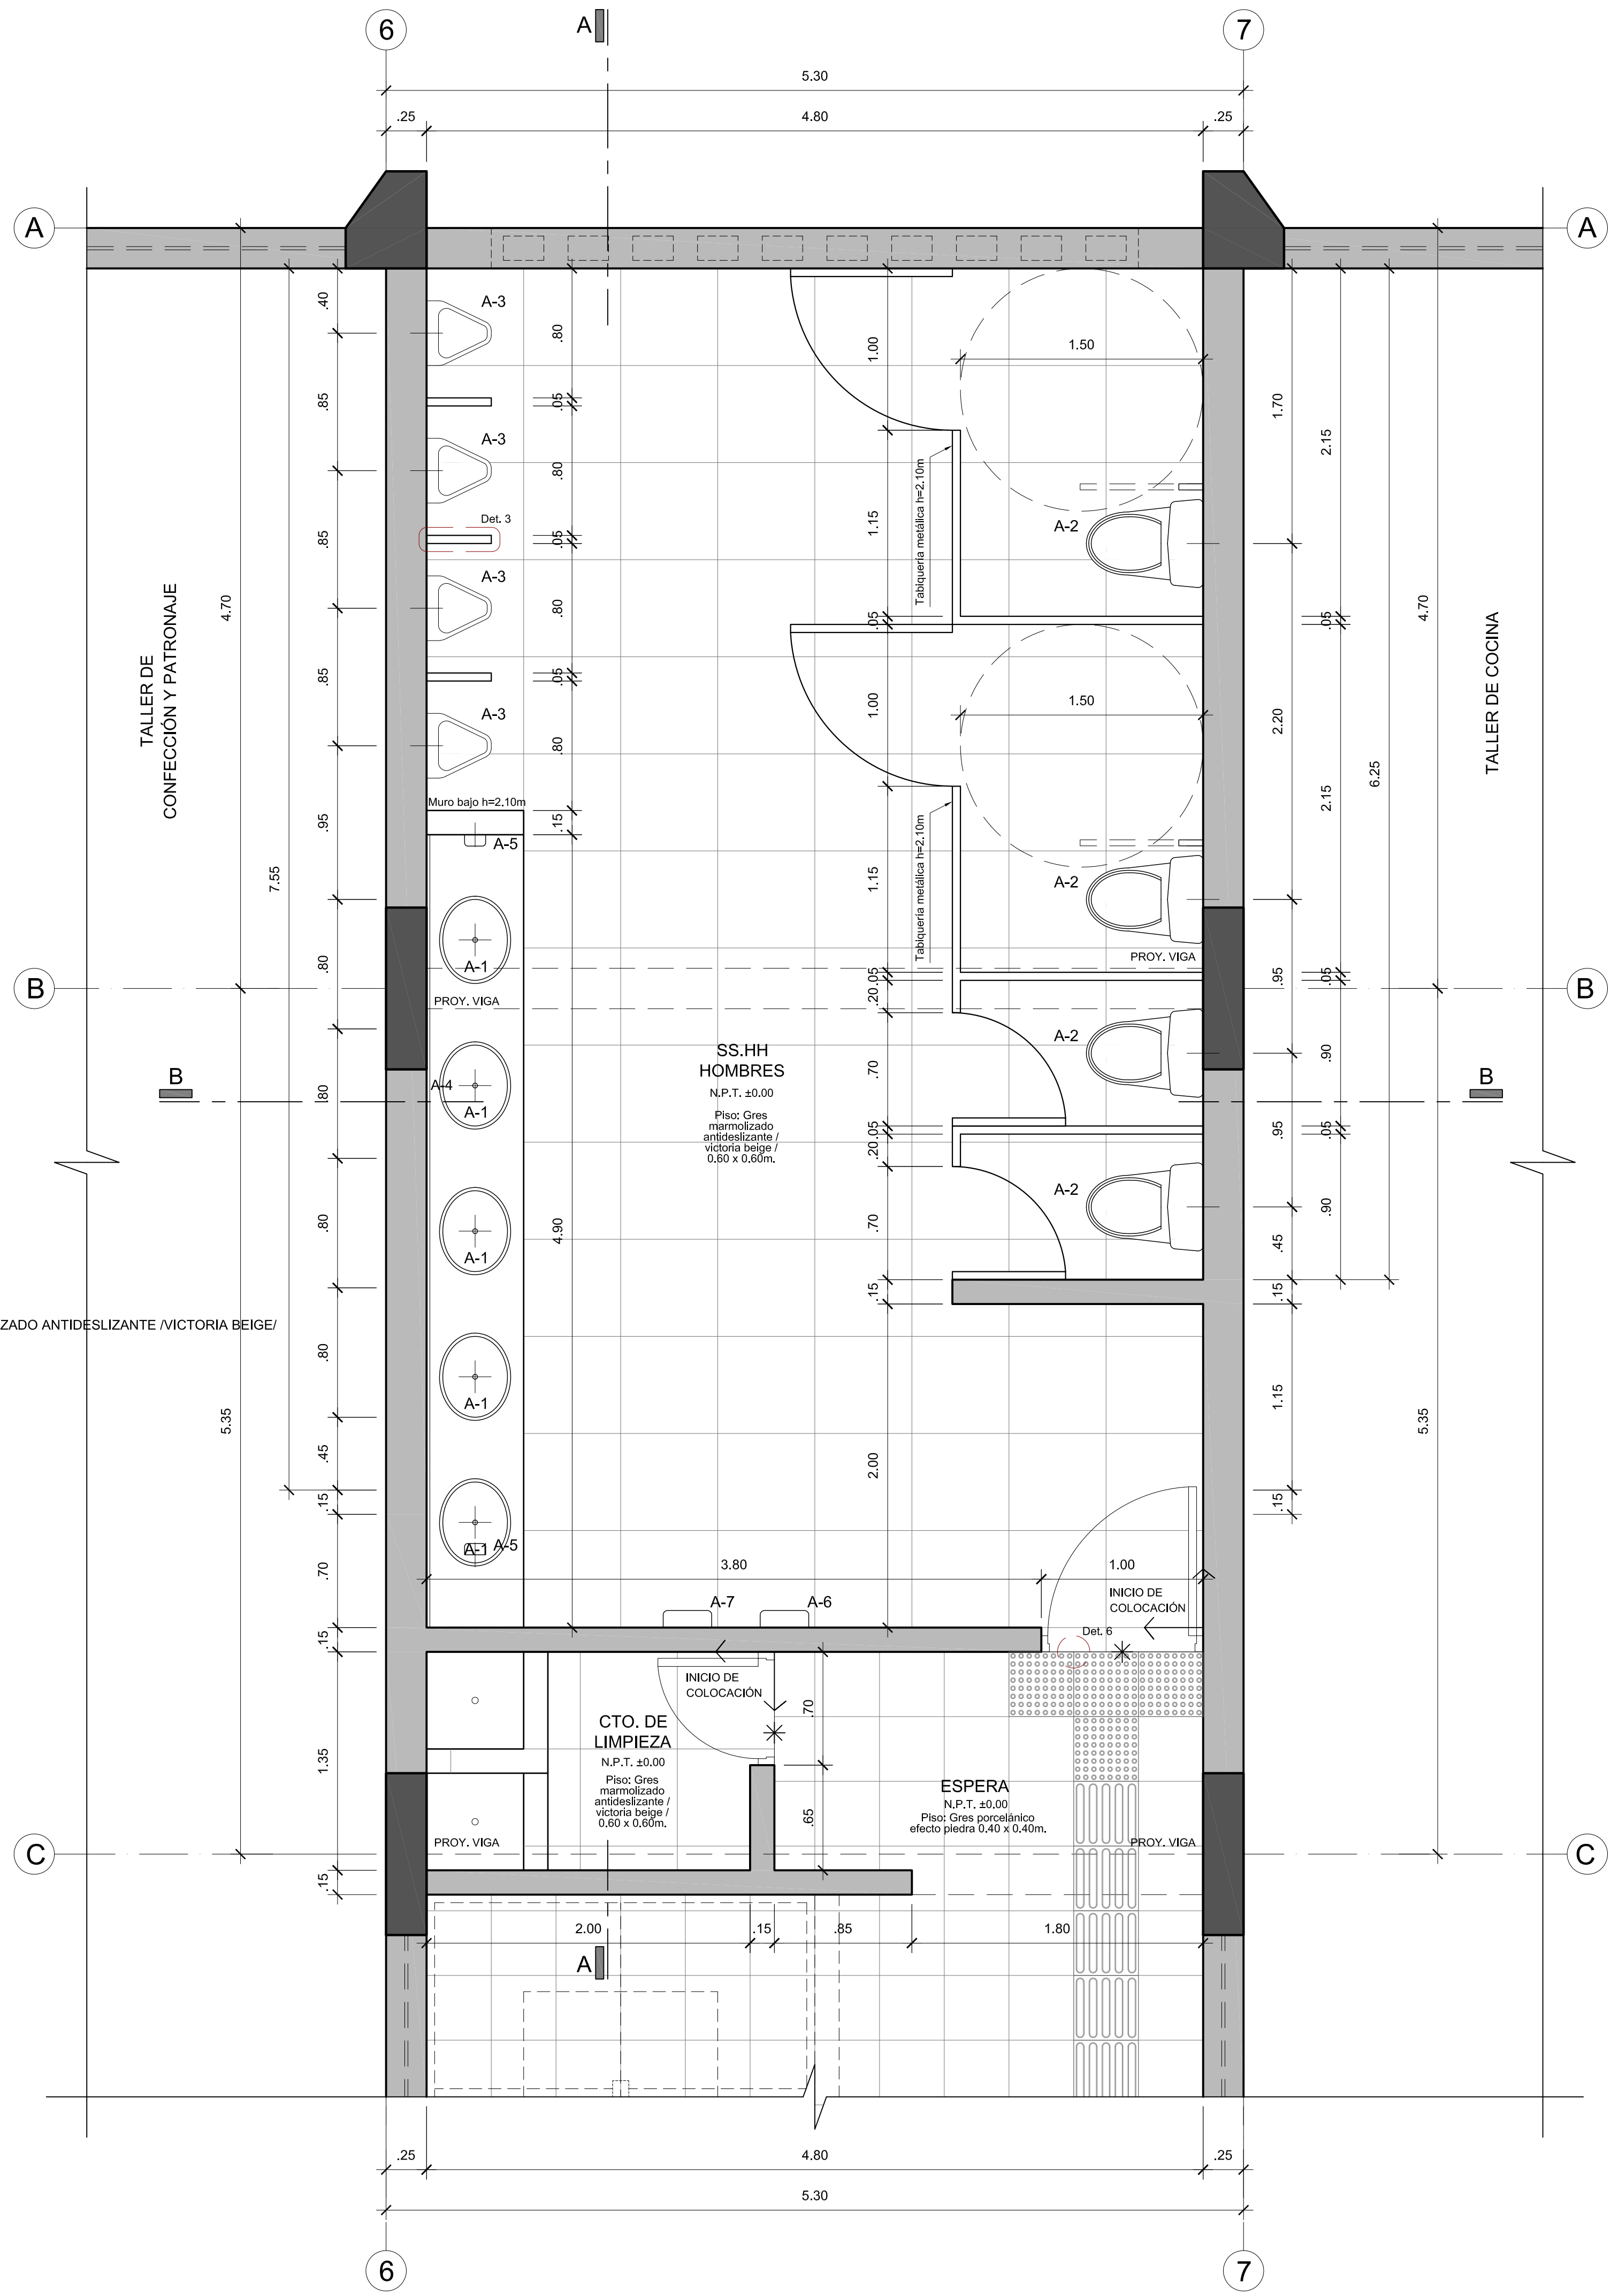 6
A
7
5.30
.25
4.80
.25
A
A
.40
A-3
.80
1.00
1.50
1.70
2.15
.85
.05
A-3
.80
Tabiquería metálica h=2.10m
1.15
A-2
Det. 3
.85
.05
A-3
.80
.05
.05
4.70
TALLER DE
CONFECCIÓN Y PATRONAJE
4.70
TALLER DE COCINA
.85
.05
A-3
.80
1.00
1.50
2.20
6.25
2.15
Muro bajo h=2,10m
.95
.15
A-5
7.55
Tabiquería metálica h=2.10m
1.15
A-2
PROY. VIGA
A-1
.80
B
PROY. VIGA
.05
.20
.95
.05
B
SS.HH
HOMBRES
N.P.T. ±0.00
Piso: Gres
marmolizado
antideslizante /
victoria beige /
0.60 x 0.60m.
A-2
.90
.70
B
A-4
.80
A-1
B
.05
.20
.95
.05
A-2
.90
.80
A-1
4.90
.70
.45
.15
.15
ZADO ANTIDESLIZANTE /VICTORIA BEIGE/
.80
A-1
1.15
5.35
5.35
.45
2.00
.15
.15
A-1
A-5
.70
3.80
1.00
INICIO DE
COLOCACIÓN
A-7
A-6
Det. 6
.15
INICIO DE
COLOCACIÓN
.70
CTO. DE
LIMPIEZA
N.P.T. ±0.00
Piso: Gres
marmolizado
antideslizante /
victoria beige /
0.60 x 0.60m.
1.35
ESPERA
N.P.T. ±0.00
Piso: Gres porcelánico
efecto piedra 0.40 x 0.40m.
.65
PROY. VIGA
PROY. VIGA
C
C
.15
2.00
.15
.85
1.80
A
.25
4.80
.25
5.30
6
7